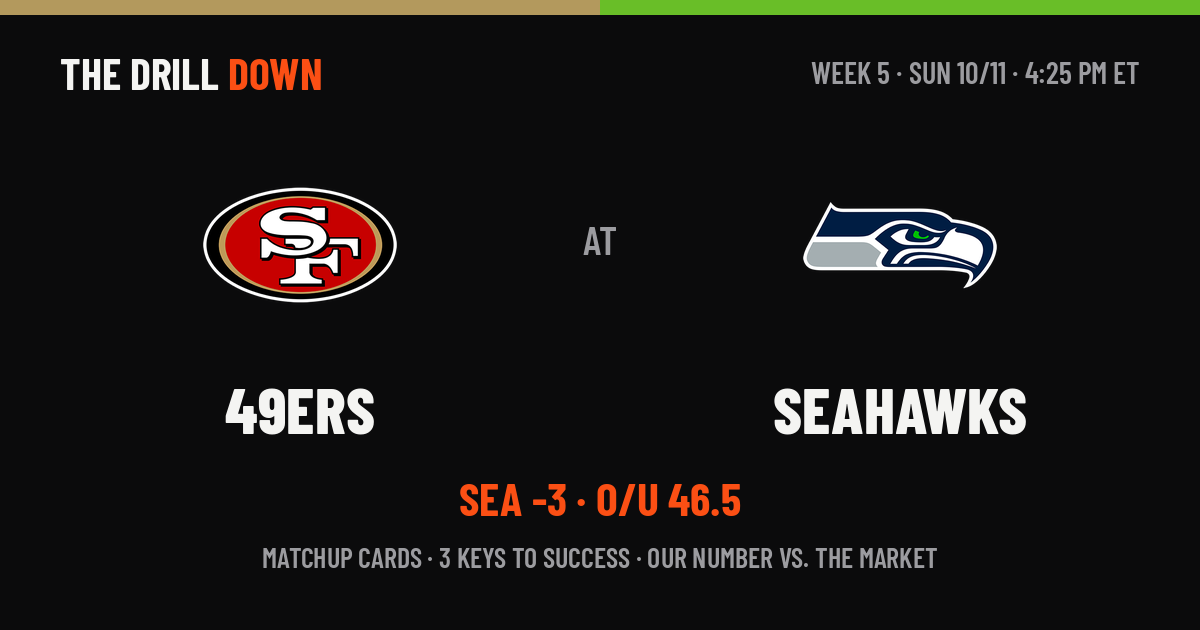 THE DRILL DOWN
WEEK 5 · SUN 10/11 · 4:25 PM ET
SF
AT
49ERS
SEAHAWKS
SEA -3 · O/U 46.5
MATCHUP CARDS · 3 KEYS TO SUCCESS · OUR NUMBER VS. THE MARKET